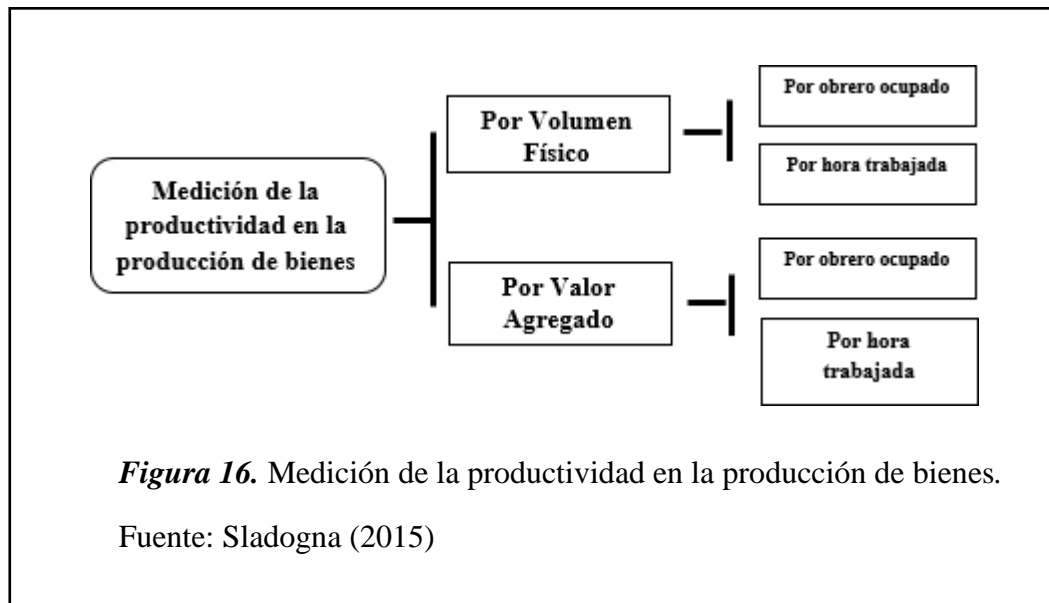 Medición de la
productividad en la
producción de bienes
Por Volumen
Físico
Por obrero ocupado
Por hora trabajada
Por Valor
Agregado
Por obrero ocupado
Por hora
trabajada
Figura 16. Medición de la productividad en la producción de bienes.
Fuente: Sladogna (2015)